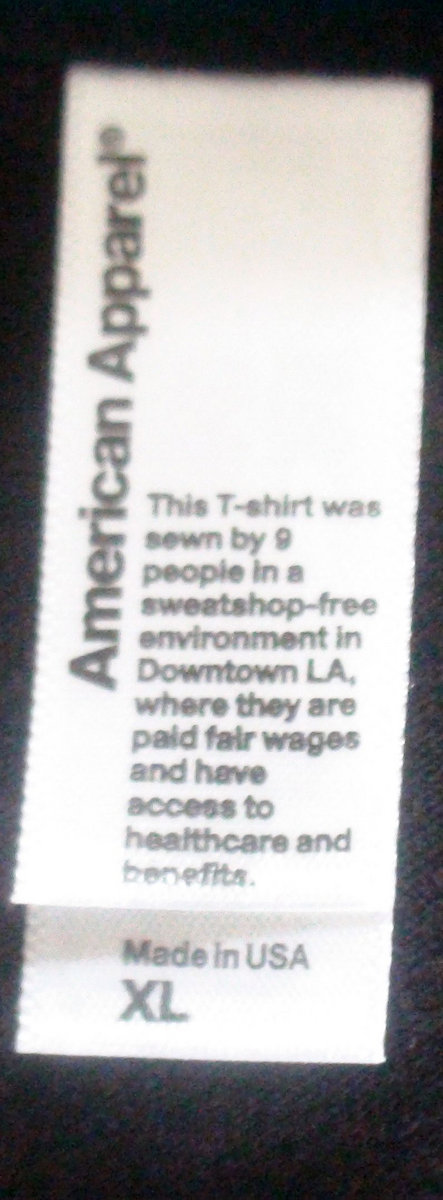 American Apparel®
This T-shirt was
sewn by 9
people in a
sweatshop-free
environment in
Downtown LA,
where they are
paid fair wages
and have
access to
healthcare and
benefits.
Made in USA
XL